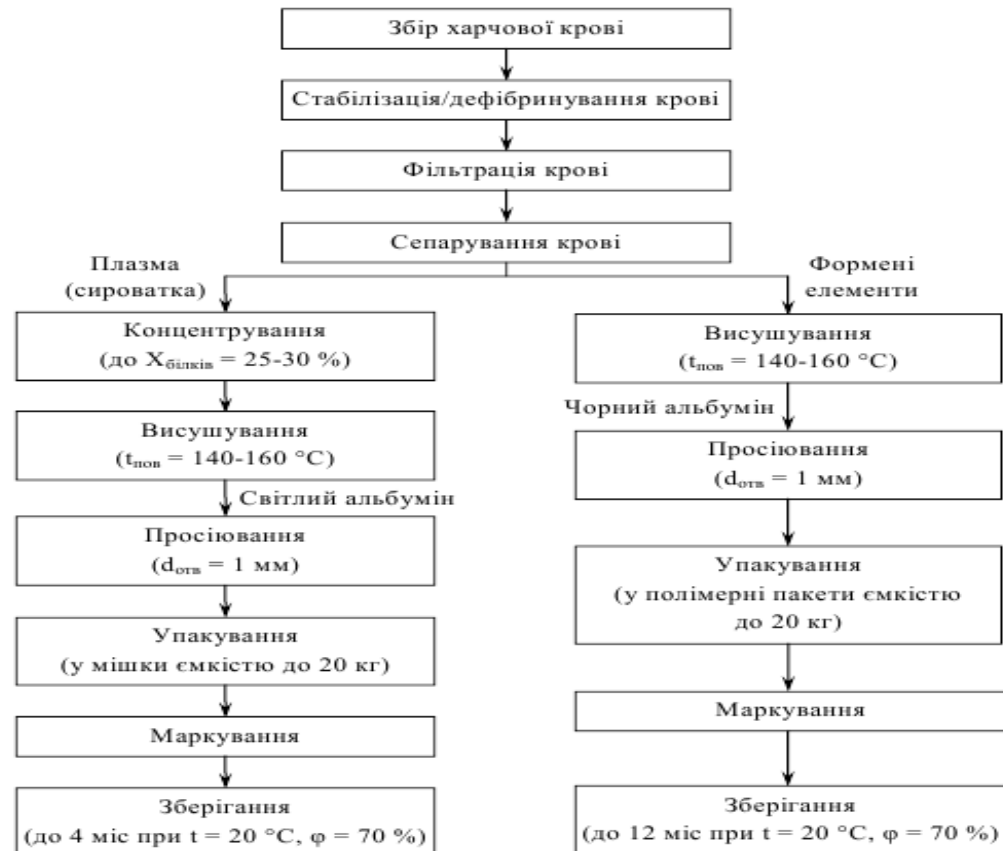 Збір харчової крові
Стабілізація/дефібринування крові
Фільтрація крові
Сепарування крові
Плазма
(сироватка)
Формені
елементи
Концентрування
(до Xбілків = 25-30 %)
Висушування
(tпов = 140-160 °C)
Світлий альбумін
Просіювання
(dотв = 1 мм)
Упакування
(у мішки ємкістю до 20 кг)
Маркування
Зберігання
(до 4 міс при t = 20 °C, φ = 70 %)
Висушування
(tпов = 140-160 °C)
Чорний альбумін
Просіювання
(dотв = 1 мм)
Упакування
(у полімерні пакети ємкістю
до 20 кг)
Маркування
Зберігання
(до 12 міс при t = 20 °C, φ = 70 %)